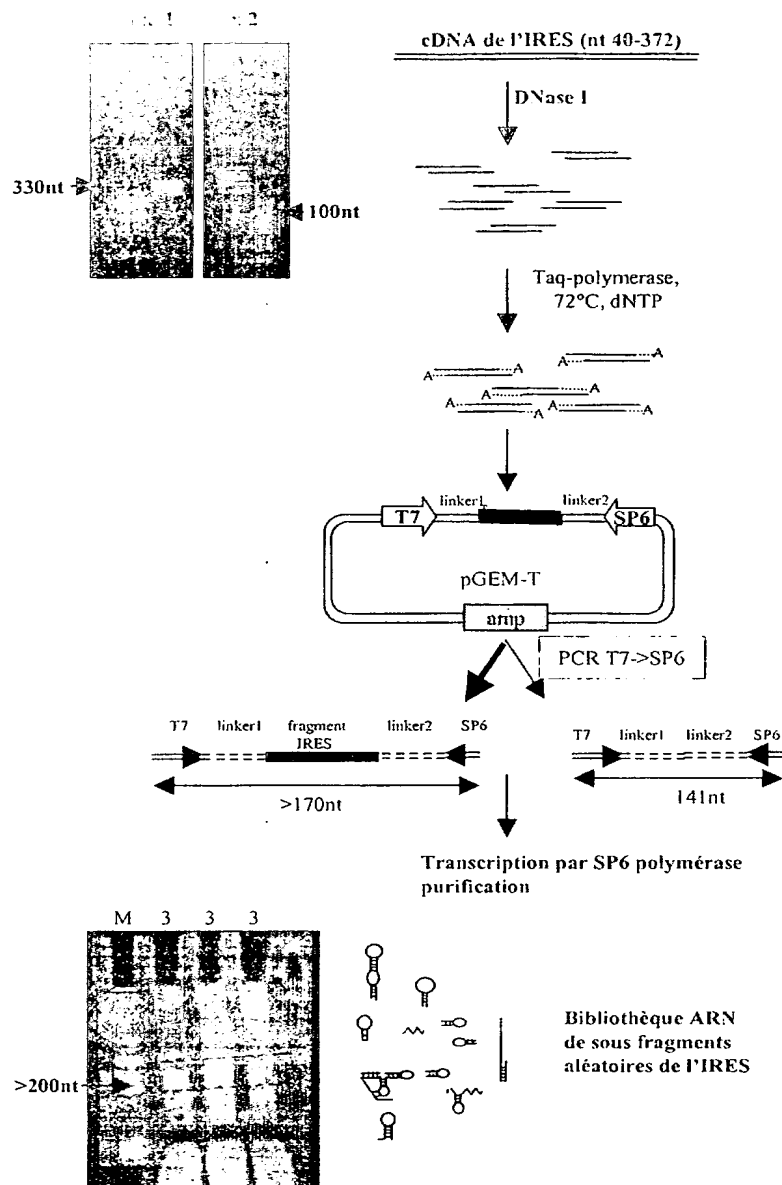 cDNA de l'IRES (nt 40-372)
DNase I
330nt
100nt
Taq-polymerase,
72°C, dNTP
A A
A A
A A
A A A
linker1 linker2
T7 SP6
pGEM-T
amp
PCR T7->SP6
T7 linker1 fragment IRES linker2 SP6
T7 linker1 linker2 SP6
>170nt
141nt
Transcription par SP6 polymérase
purification
M 3 3 3
>200nt
Bibliothèque ARN
de sous fragments
aléatoires de l'IRES